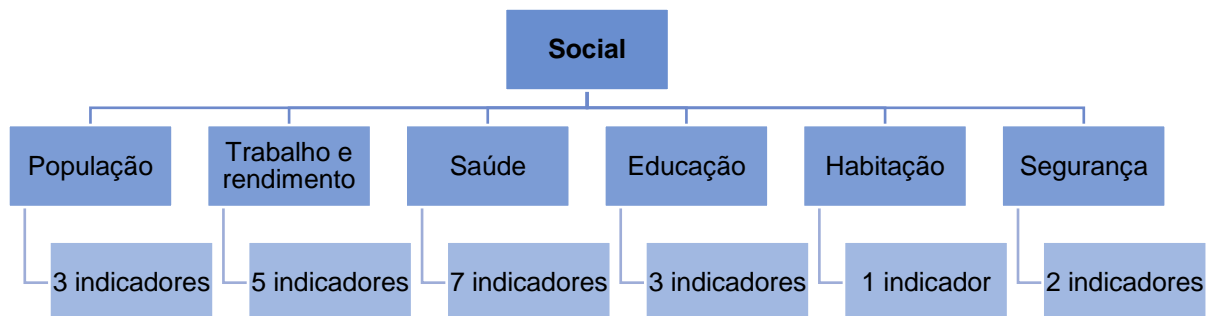 Social
População
Trabalho e
rendimento
Saúde
Educação
Habitação
Segurança
3 indicadores
5 indicadores
7 indicadores
3 indicadores
1 indicador
2 indicadores